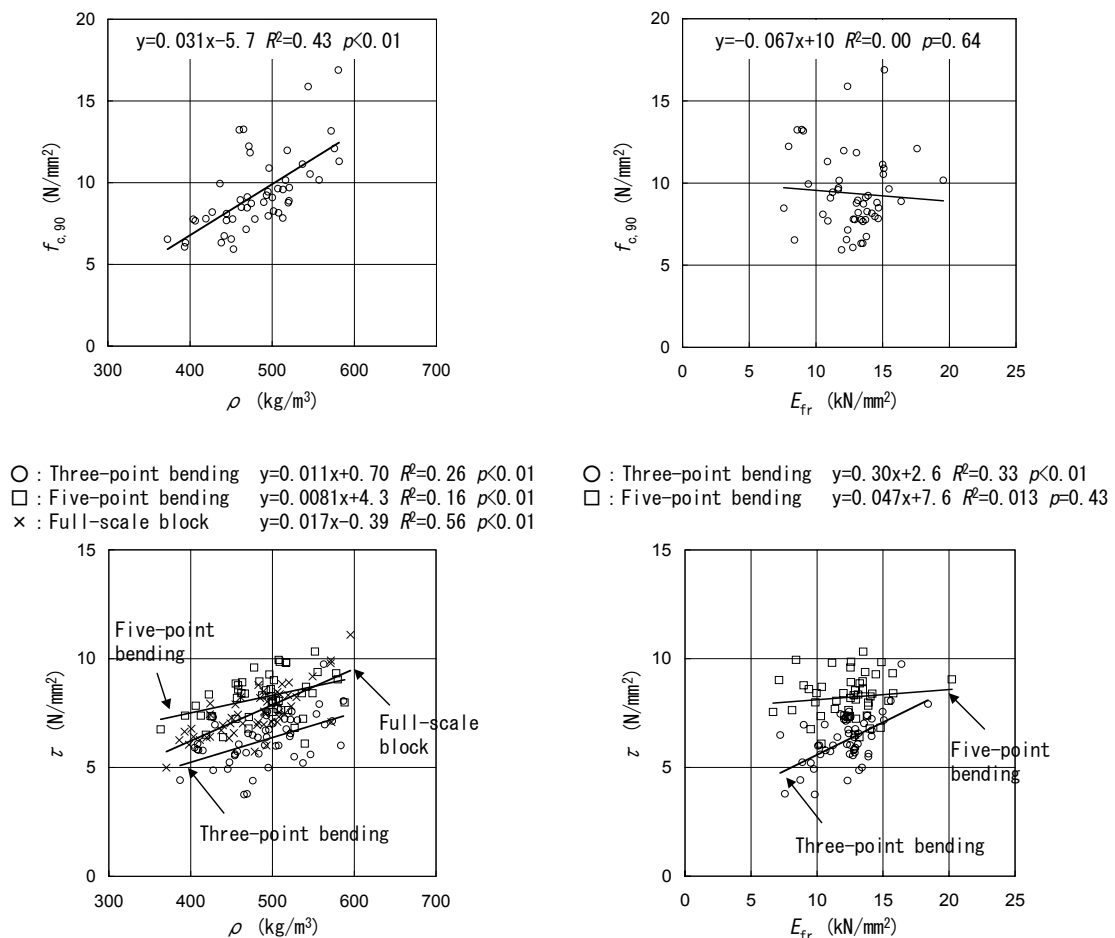 y=0.031x−5.7 R²=0.43 p<0.01
20
15
10
5
0
f c, 90 (N/mm²)
300 400 500 600 700
ρ (kg/m³)
y=−0.067x+10 R²=0.00 p=0.64
20
15
10
5
0
f c, 90 (N/mm²)
0 5 10 15 20 25
E fr (kN/mm²)
○ : Three-point bending y=0.011x+0.70 R²=0.26 p<0.01
□ : Five-point bending y=0.0081x+4.3 R²=0.16 p<0.01
× : Full-scale block y=0.017x−0.39 R²=0.56 p<0.01
15
10
5
0
τ (N/mm²)
Five-point
bending
Full-scale
block
Three-point bending
300 400 500 600 700
ρ (kg/m³)
○ : Three-point bending y=0.30x+2.6 R²=0.33 p<0.01
□ : Five-point bending y=0.047x+7.6 R²=0.013 p=0.43
15
10
5
0
τ (N/mm²)
Five-point
bending
Three-point bending
0 5 10 15 20 25
E fr (kN/mm²)